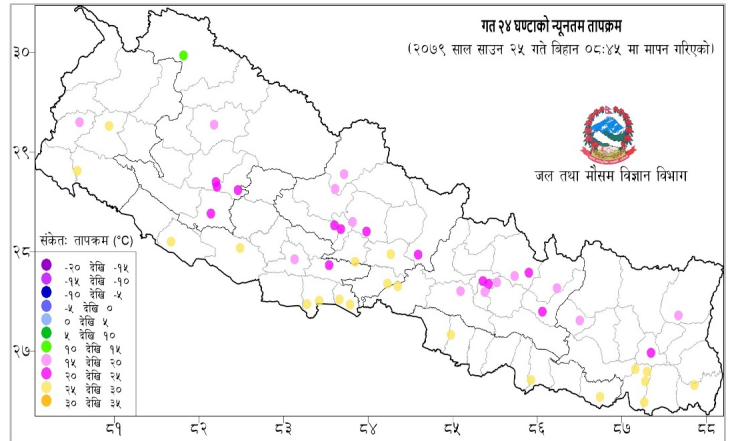 गत २४ घण्टाको न्यूनतम तापक्रम
(२०७९ साल साउन २५ गते बिहान ०८:४५ मा मापन गरिएको)
जल तथा मौसम विज्ञान विभाग
संकेतः तापक्रम (°C)
-२० देखि -१५
-१५ देखि -१०
-१० देखि -५
-५ देखि ०
० देखि ५
५ देखि १०
१० देखि १५
१५ देखि २०
२० देखि २५
२५ देखि ३०
३० देखि ३५
३०
२९
२८
२७
८१ ८२ ८३ ८४ ८५ ८६ ८७ ८८